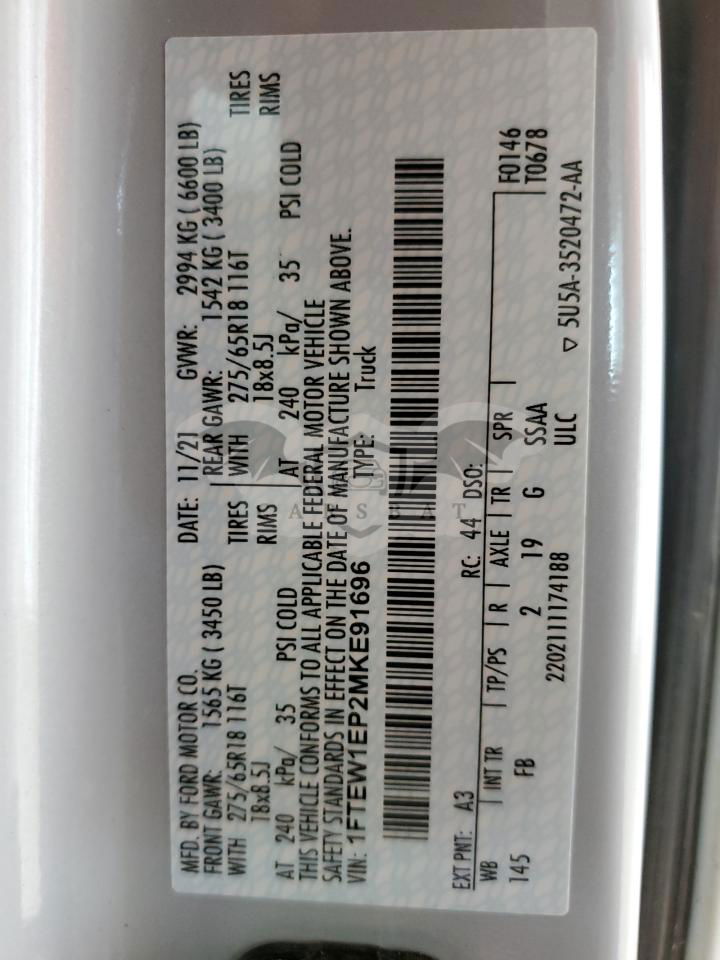 MFD. BY FORD MOTOR CO. DATE: 11/21 GVWR: 2994 KG ( 6600 LB)
FRONT GAWR: 1565 KG ( 3450 LB) REAR GAWR: 1542 KG ( 3400 LB)
WITH 275/65R18 116T TIRES WITH 275/65R18 116T TIRES
18x8.5J RIMS 18x8.5J RIMS
AT 240 kPa/ 35 PSI COLD AT 240 kPa/ 35 PSI COLD
THIS VEHICLE CONFORMS TO ALL APPLICABLE FEDERAL MOTOR VEHICLE
SAFETY STANDARDS IN EFFECT ON THE DATE OF MANUFACTURE SHOWN ABOVE.
VIN: 1FTEW1EP2MKE91696 TYPE: Truck
EXT PNT: A3 RC: 44 DSO:
WB INT TR TP/PS R AXLE TR SPR F0146
145 FB 2 19 G SSAA T0678
2202111174188 ULC
▽ 5U5A-3520472-AA